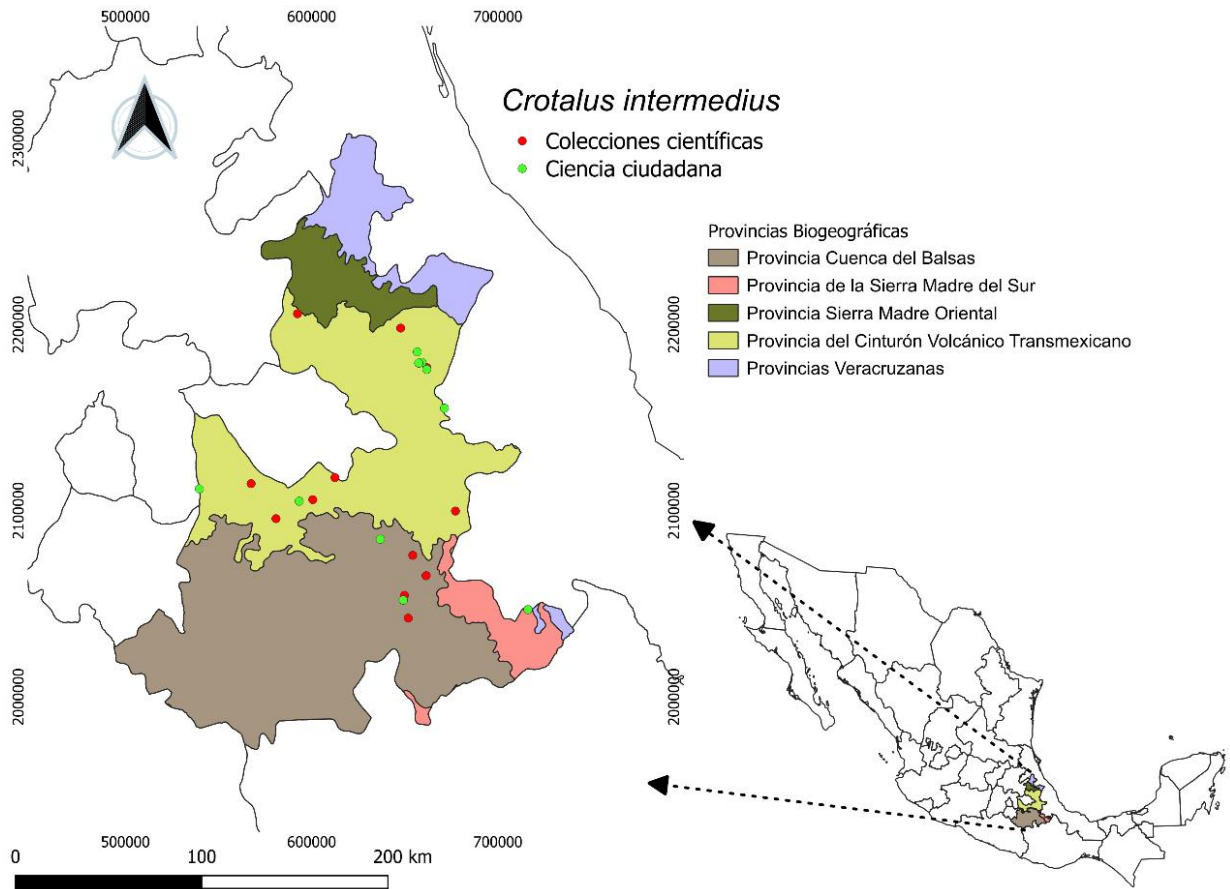 500000
600000
700000
Crotalus intermedius
Colecciones científicas
Ciencia ciudadana
2300000
2200000
2100000
2000000
Provincias Biogeográficas
Provincia Cuenca del Balsas
Provincia de la Sierra Madre del Sur
Provincia Sierra Madre Oriental
Provincia del Cinturón Volcánico Transmexicano
Provincias Veracruzanas
2200000
2100000
2000000
500000
600000
700000
0
100
200 km